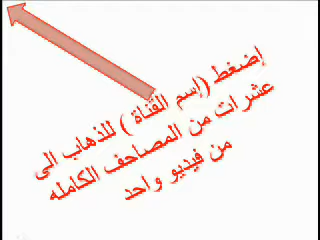 إضغط (إسم القناة ) للذهاب الى
عشرات من المصاحف الكامله
من فيديو واحد